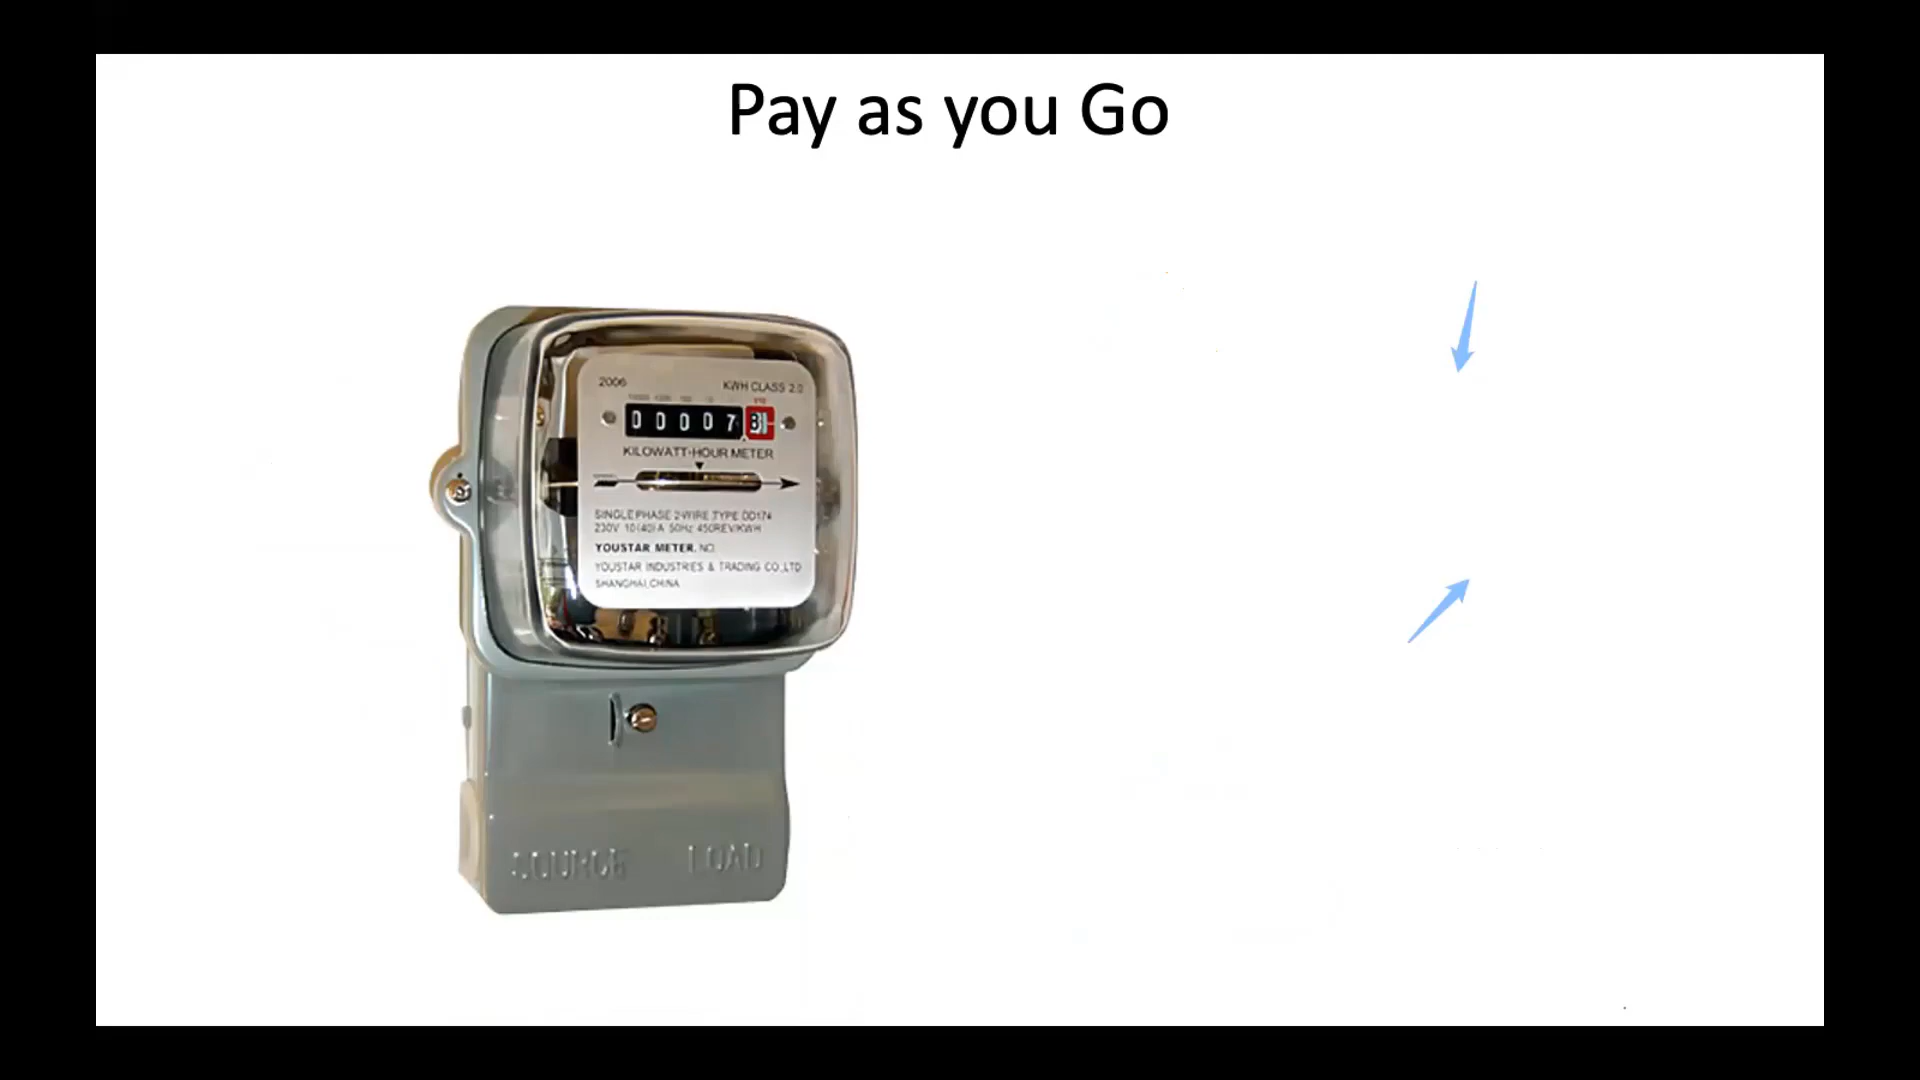 Pay as you Go
2006 KWH CLASS 2.0
0 0 0 0 7
KILOWATT-HOUR METER
SINGLE PHASE 2-WIRE TYPE DD174
230V 10(40)A 50Hz 450REV/KWH
YOUSTAR METER. NO.
YOUSTAR INDUSTRIES & TRADING CO.,LTD
SHANGHAI,CHINA
SOURCE LOAD